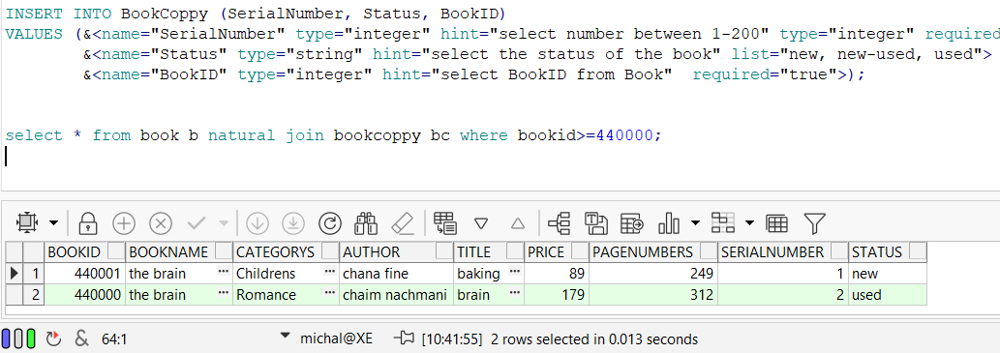 INSERT INTO BookCoppy (SerialNumber, Status, BookID)
VALUES (&<name="SerialNumber" type="integer" hint="select number between 1-200" type="integer" required
&<name="Status" type="string" hint="select the status of the book" list="new, new-used, used">
&<name="BookID" type="integer" hint="select BookID from Book"  required="true">);
select * from book b natural join bookcoppy bc where bookid>=440000;
BOOKID BOOKNAME CATEGORYS AUTHOR TITLE PRICE PAGENUMBERS SERIALNUMBER STATUS
1 440001 the brain ... Childrens ... chana fine baking ... 89 249 1 new
2 440000 the brain ... Romance ... chaim nachmani brain ... 179 312 2 used
& 64:1 michal@XE [10:41:55] 2 rows selected in 0.013 seconds